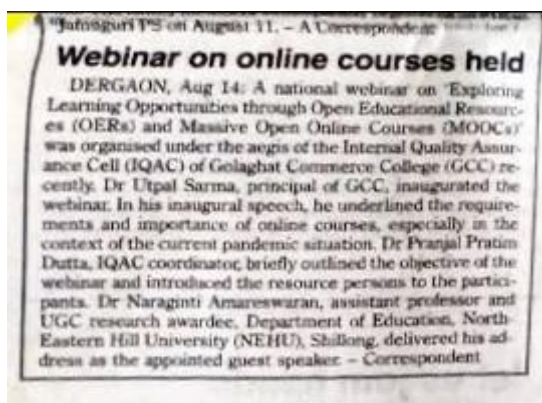 "Jamuguri PS on August 11. – A Correspondent
Webinar on online courses held
DERGAON, Aug 14: A national webinar on 'Exploring
Learning Opportunities through Open Educational Resourc-
es (OERs) and Massive Open Online Courses (MOOCs)'
was organised under the aegis of the Internal Quality Assur-
ance Cell (IQAC) of Golaghat Commerce College (GCC) re-
cently. Dr Utpal Sarma, principal of GCC, inaugurated the
webinar. In his inaugural speech, he underlined the require-
ments and importance of online courses, especially in the
context of the current pandemic situation. Dr Pranjal Pratim
Dutta, IQAC coordinator, briefly outlined the objective of the
webinar and introduced the resource persons to the partici-
pants. Dr Naraginti Amareswaran, assistant professor and
UGC research awardee, Department of Education, North-
Eastern Hill University (NEHU), Shillong, delivered his ad-
dress as the appointed guest speaker. – Correspondent